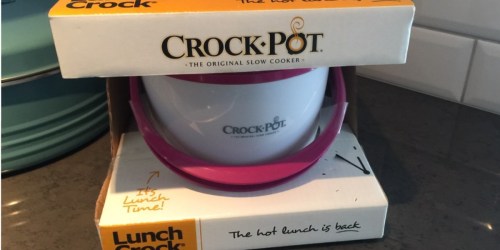 Crock®
The hot lunch is
CROCK•POT®
• THE ORIGINAL SLOW COOKER •
CROCK•POT®
It's
Lunch
Time!
Lunch
Crock®
The hot lunch is back